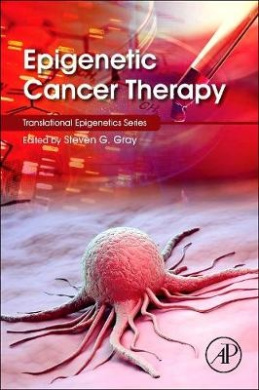 Epigenetic
Cancer Therapy
Translational Epigenetics Series
Edited by Steven G. Gray
AP